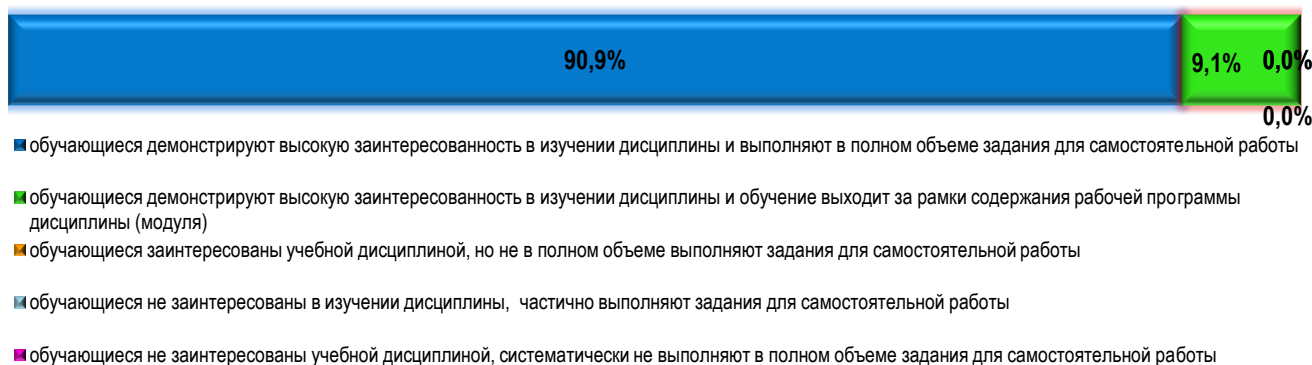 90,9%
9,1%
0,0%
0,0%
обучающиеся демонстрируют высокую заинтересованность в изучении дисциплины и выполняют в полном объеме задания для самостоятельной работы
обучающиеся демонстрируют высокую заинтересованность в изучении дисциплины и обучение выходит за рамки содержания рабочей программы
дисциплины (модуля)
обучающиеся заинтересованы учебной дисциплиной, но не в полном объеме выполняют задания для самостоятельной работы
обучающиеся не заинтересованы в изучении дисциплины, частично выполняют задания для самостоятельной работы
обучающиеся не заинтересованы учебной дисциплиной, систематически не выполняют в полном объеме задания для самостоятельной работы